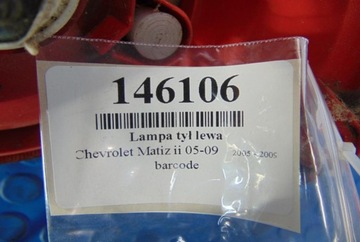 146106
Lampa tył lewa
Chevrolet Matiz ii 05-09 2005 - 2009
barcode